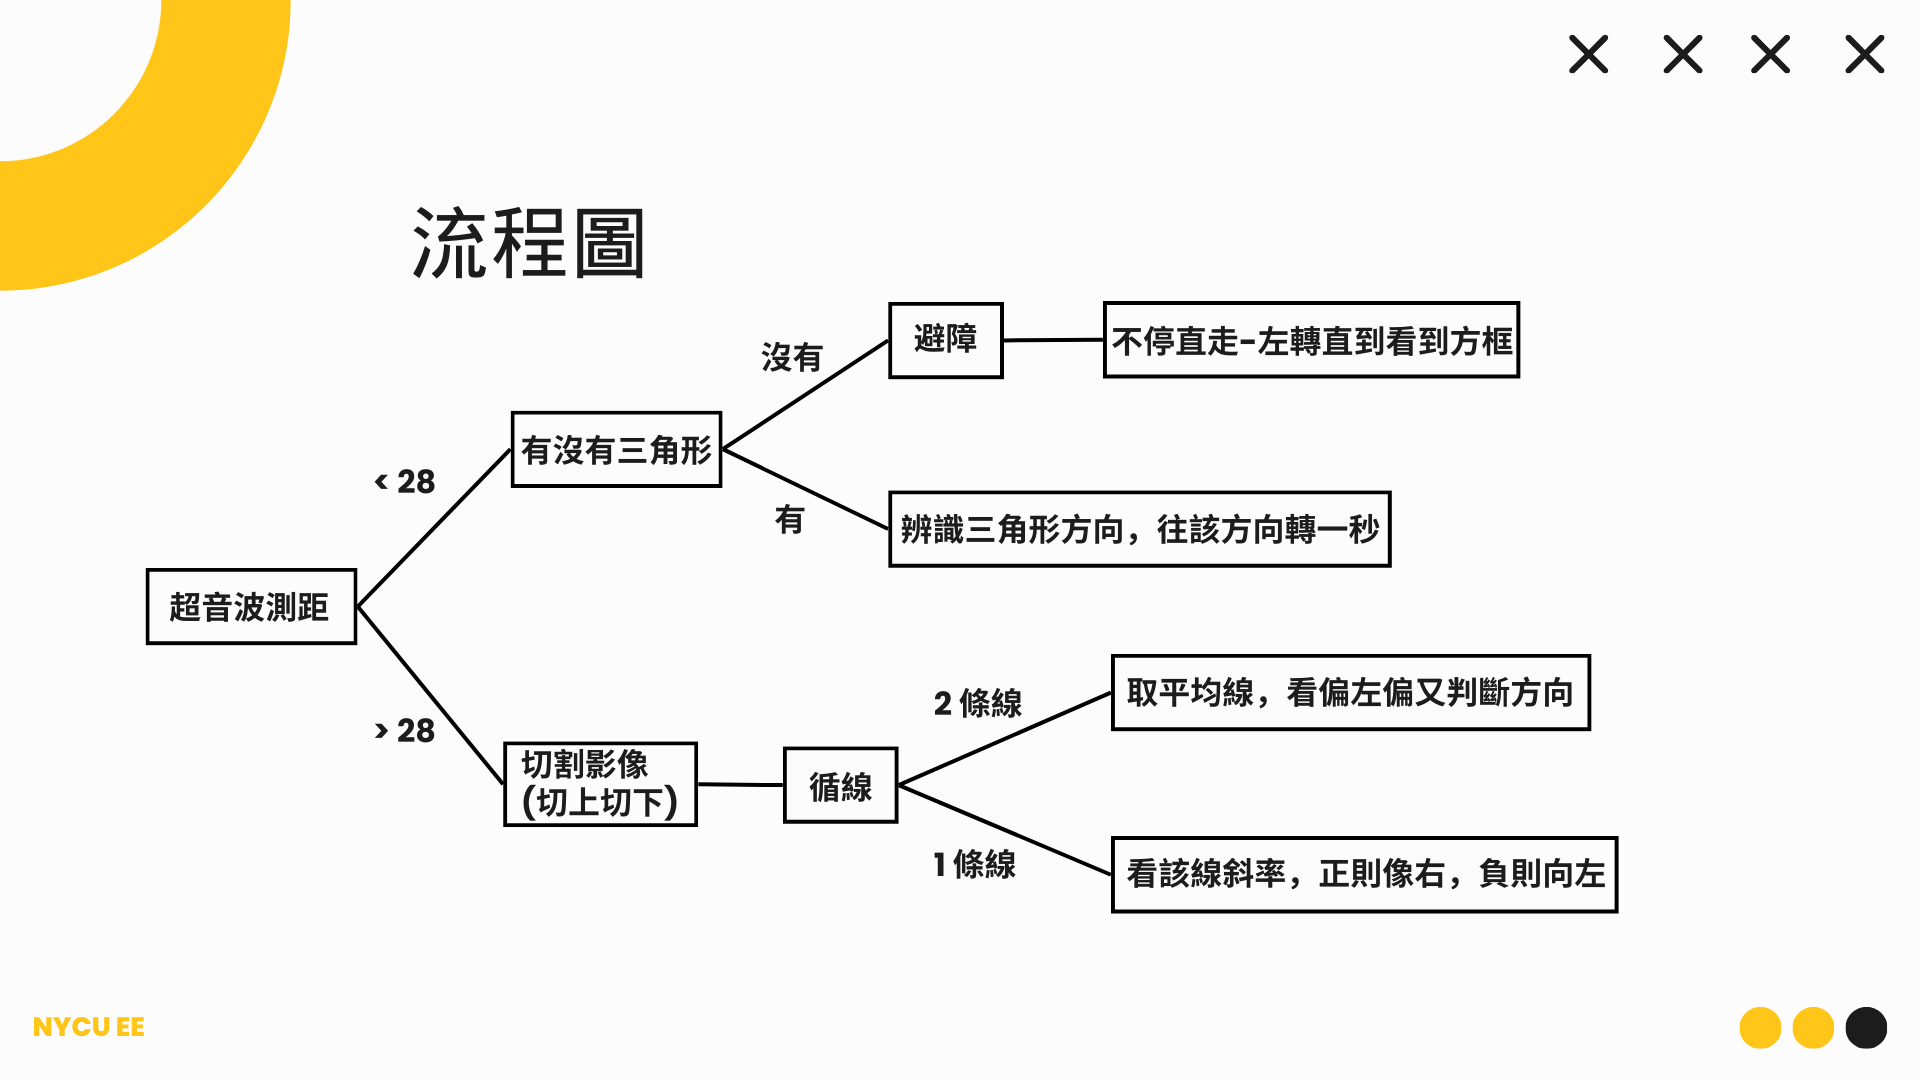 流程圖
沒有
避障
不停直走-左轉直到看到方框
有沒有三角形
< 28
有
辨識三角形方向，往該方向轉一秒
超音波測距
2 條線
取平均線，看偏左偏又判斷方向
> 28
切割影像
(切上切下)
循線
1 條線
看該線斜率，正則像右，負則向左
NYCU EE